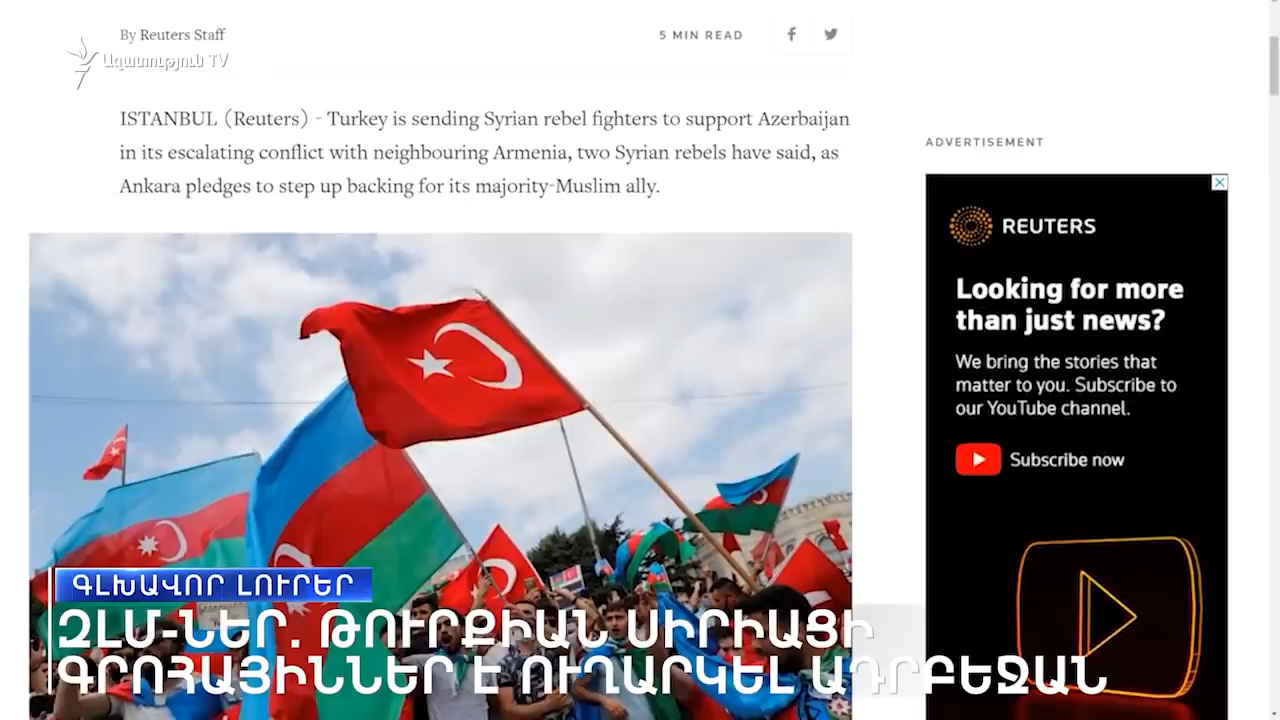 By Reuters Staff
5 MIN READ
Ազատություն TV
ISTANBUL (Reuters) - Turkey is sending Syrian rebel fighters to support Azerbaijan
in its escalating conflict with neighbouring Armenia, two Syrian rebels have said, as
Ankara pledges to step up backing for its majority-Muslim ally.
ADVERTISEMENT
REUTERS
Looking for more
than just news?
We bring the stories that
matter to you. Subscribe to
our YouTube channel.
Subscribe now
ԳԼԽԱՎՈՐ ԼՈՒՐԵՐ
ԶԼՄ-ՆԵՐ. ԹՈՒՐՔԻԱՆ ՍԻՐԻԱՑԻ
ԳՐՈՀԱՅԻՆՆԵՐ Է ՈՒՂԱՐԿԵԼ ԱԴՐԲԵՋԱՆ